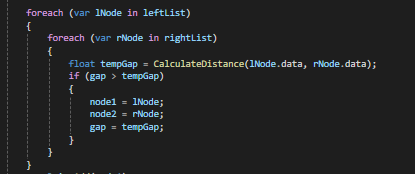 foreach (var lNode in leftList)
{
foreach (var rNode in rightList)
{
float tempGap = CalculateDistance(lNode.data, rNode.data);
if (gap > tempGap)
{
node1 = lNode;
node2 = rNode;
gap = tempGap;
}
}
}